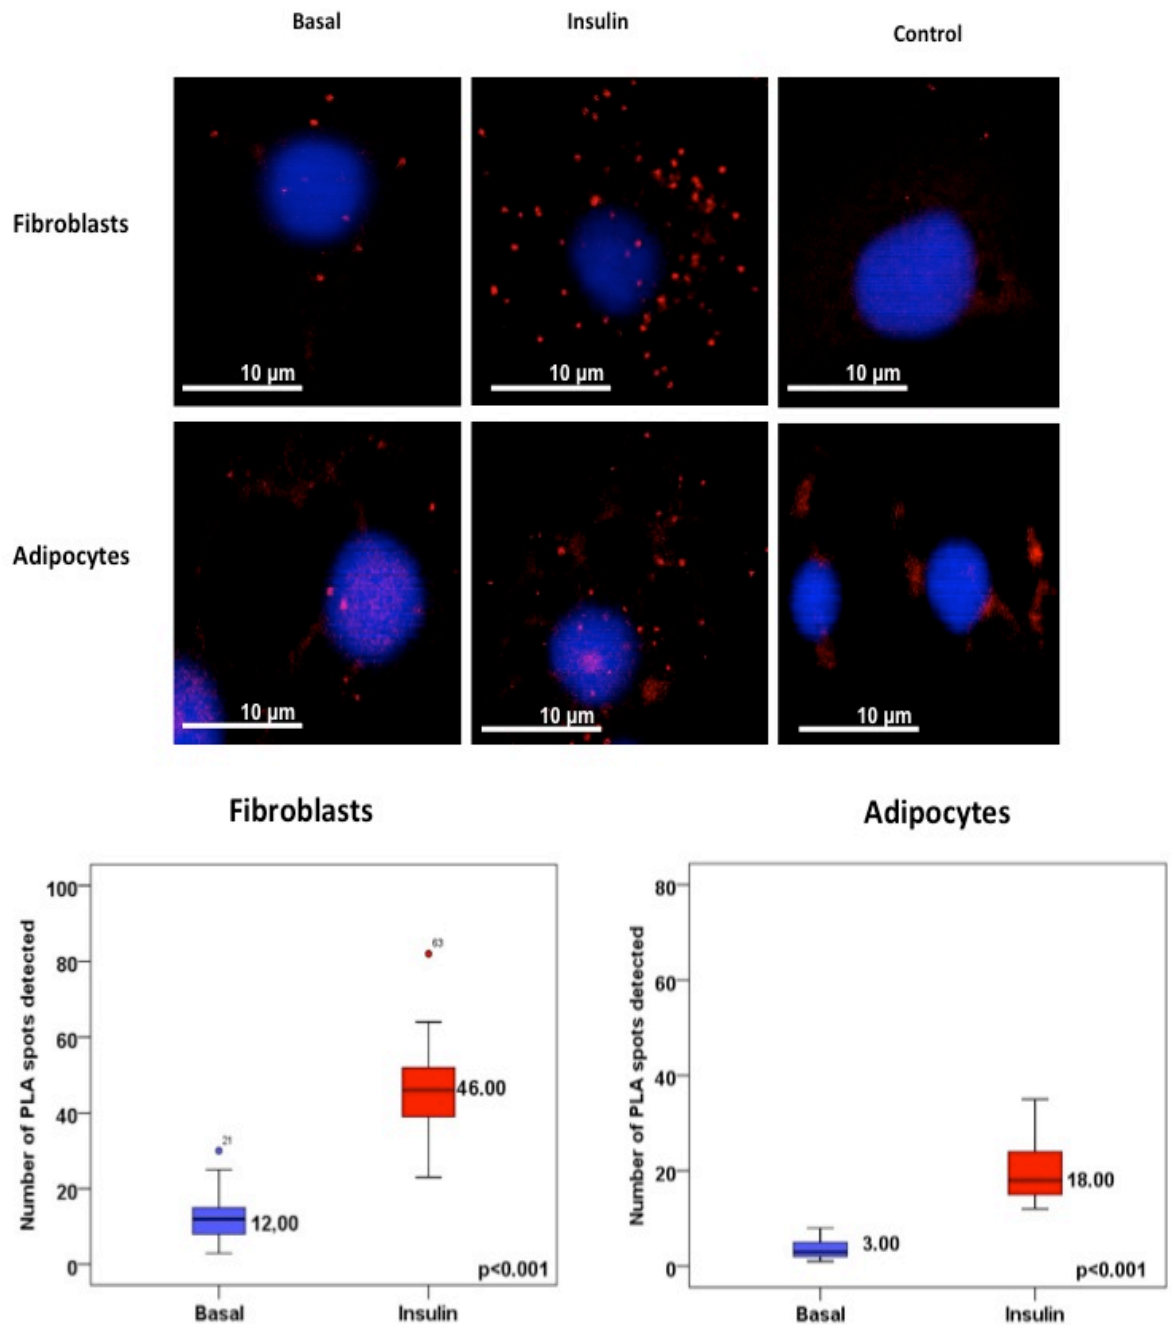 Basal
Insulin
Control
Fibroblasts
10 µm
10 µm
10 µm
Adipocytes
10 µm
10 µm
10 µm
Fibroblasts
Number of PLA spots detected
100
80
60
40
20
0
63
46.00
21
12,00
p<0.001
Basal
Insulin
Adipocytes
Number of PLA spots detected
80
60
40
20
0
18.00
3.00
p<0.001
Basal
Insulin